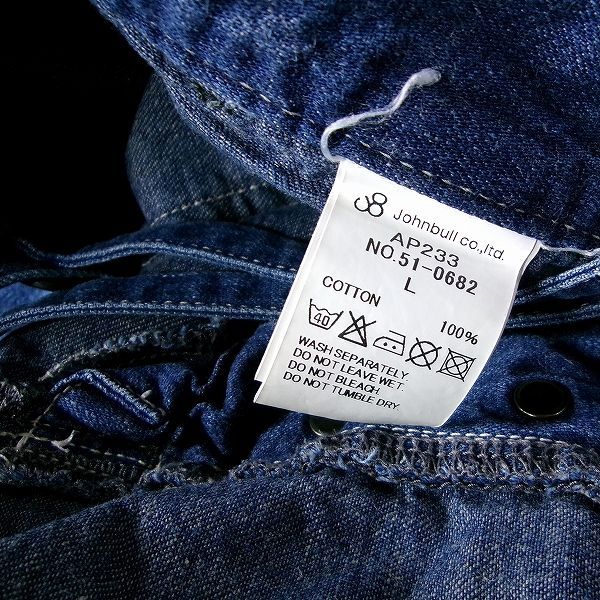 Johnbull co.,ltd.
AP233
NO.51-0682
L
COTTON 100%
40
WASH SEPARATELY.
DO NOT LEAVE WET.
DO NOT BLEACH.
DO NOT TUMBLE DRY.